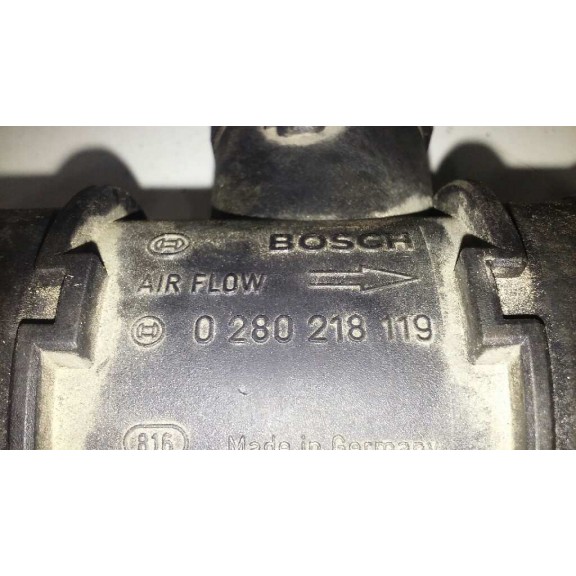 BOSCH
AIR FLOW
0 280 218 119
816 Made in Germany